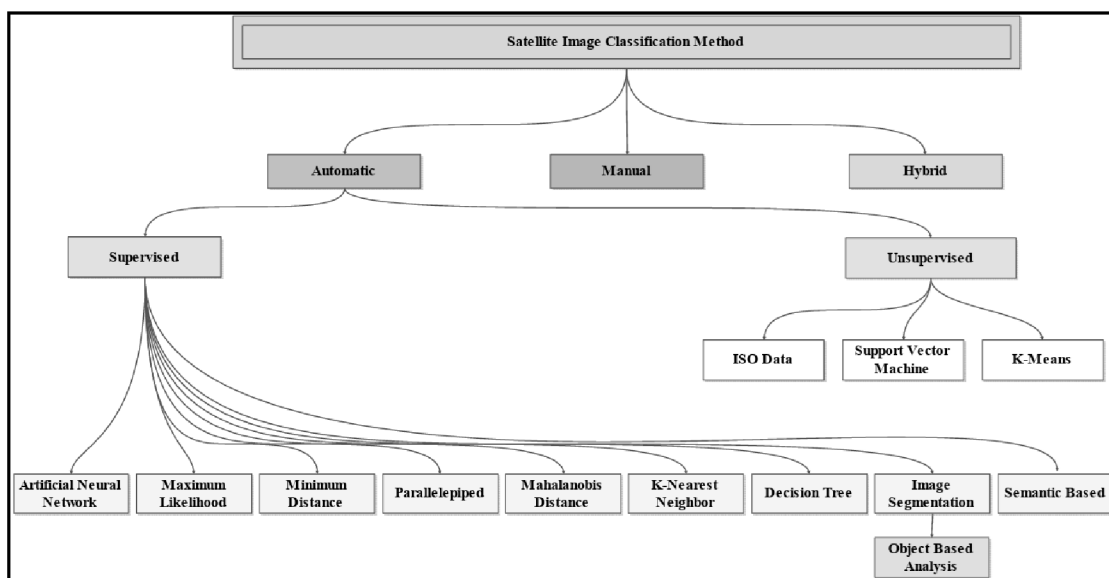 Satellite Image Classification Method
Automatic
Manual
Hybrid
Supervised
Unsupervised
ISO Data
Support Vector
Machine
K-Means
Artificial Neural
Network
Maximum
Likelihood
Minimum
Distance
Parallelepiped
Mahalanobis
Distance
K-Nearest
Neighbor
Decision Tree
Image
Segmentation
Semantic Based
Object Based
Analysis